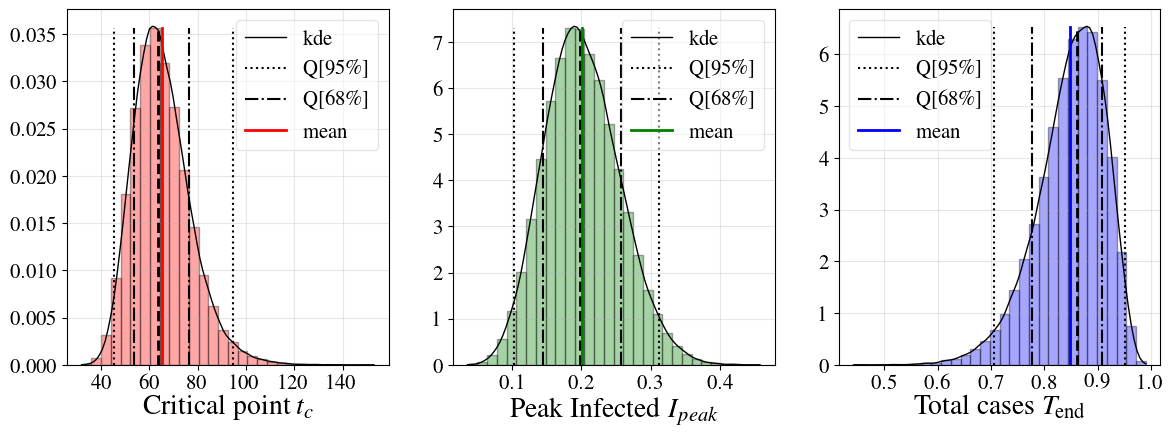 0.035
0.030
0.025
0.020
0.015
0.010
0.005
0.000
40 60 80 100 120 140
Critical point t_c
kde
Q[95%]
Q[68%]
mean
7
6
5
4
3
2
1
0
0.1 0.2 0.3 0.4
Peak Infected I_peak
kde
Q[95%]
Q[68%]
mean
6
5
4
3
2
1
0
0.5 0.6 0.7 0.8 0.9 1.0
Total cases T_end
kde
Q[95%]
Q[68%]
mean